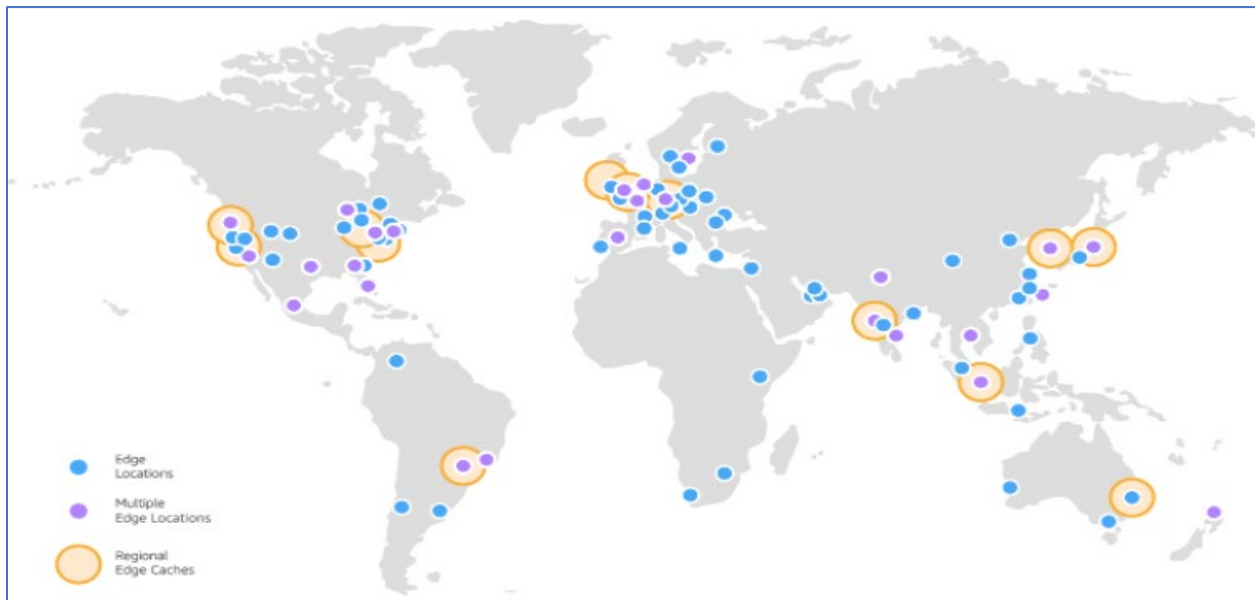 Edge
Locations
Multiple
Edge Locations
Regional
Edge Caches